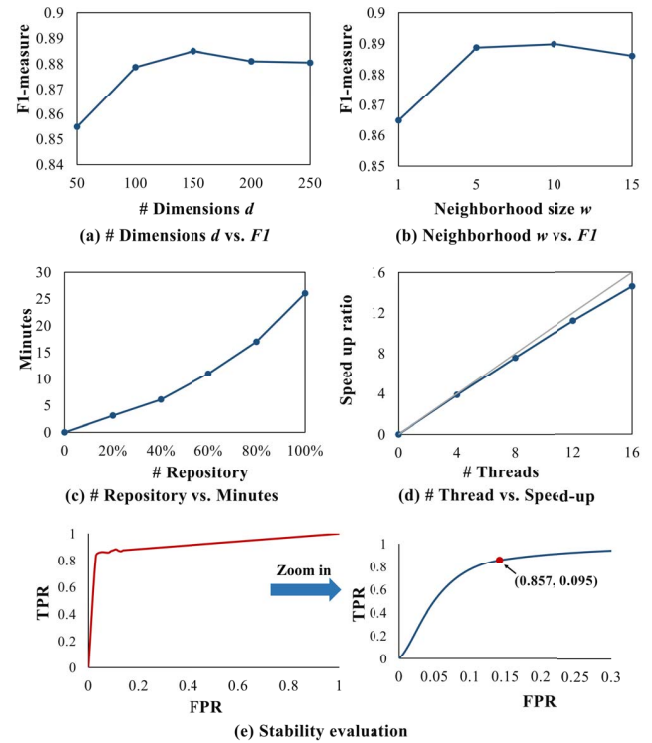 0.9
0.89
0.88
0.87
0.86
0.85
0.84
F1-measure
50 100 150 200 250
# Dimensions d
(a) # Dimensions d vs. F1
0.9
0.89
0.88
0.87
0.86
0.85
F1-measure
1 5 10 15
Neighborhood size w
(b) Neighborhood w vs. F1
30
25
20
15
10
5
0
Minutes
0 20% 40% 60% 80% 100%
# Repository
(c) # Repository vs. Minutes
16
12
8
4
0
Speed up ratio
0 4 8 12 16
# Threads
(d) # Thread vs. Speed-up
1
0.8
0.6
0.4
0.2
0
TPR
0 0.2 0.4 0.6 0.8 1
FPR
Zoom in
1
0.8
0.6
0.4
0.2
0
TPR
(0.857, 0.095)
0 0.05 0.1 0.15 0.2 0.25 0.3
FPR
(e) Stability evaluation